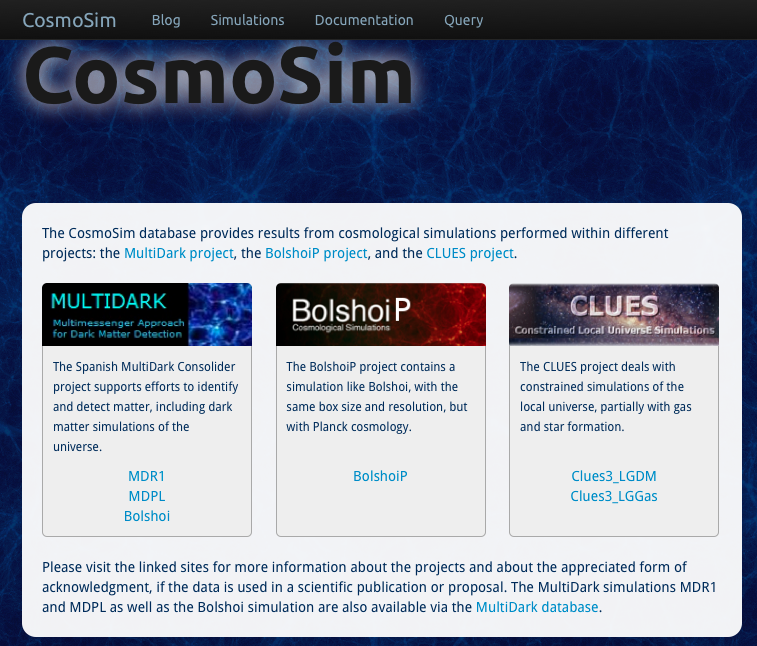 CosmoSim Blog Simulations Documentation Query
CosmoSim
The CosmoSim database provides results from cosmological simulations performed within different
projects: the MultiDark project, the BolshoiP project, and the CLUES project.
MULTIDARK
Multimessenger Approach
for Dark Matter Detection
The Spanish MultiDark Consolider
project supports efforts to identify
and detect matter, including dark
matter simulations of the
universe.
MDR1
MDPL
Bolshoi
BolshoiP
Cosmological Simulations
The BolshoiP project contains a
simulation like Bolshoi, with the
same box size and resolution, but
with Planck cosmology.
BolshoiP
CLUES
Constrained Local UniversE Simulations
The CLUES project deals with
constrained simulations of the
local universe, partially with gas
and star formation.
Clues3_LGDM
Clues3_LGGas
Please visit the linked sites for more information about the projects and about the appreciated form of
acknowledgment, if the data is used in a scientific publication or proposal. The MultiDark simulations MDR1
and MDPL as well as the Bolshoi simulation are also available via the MultiDark database.